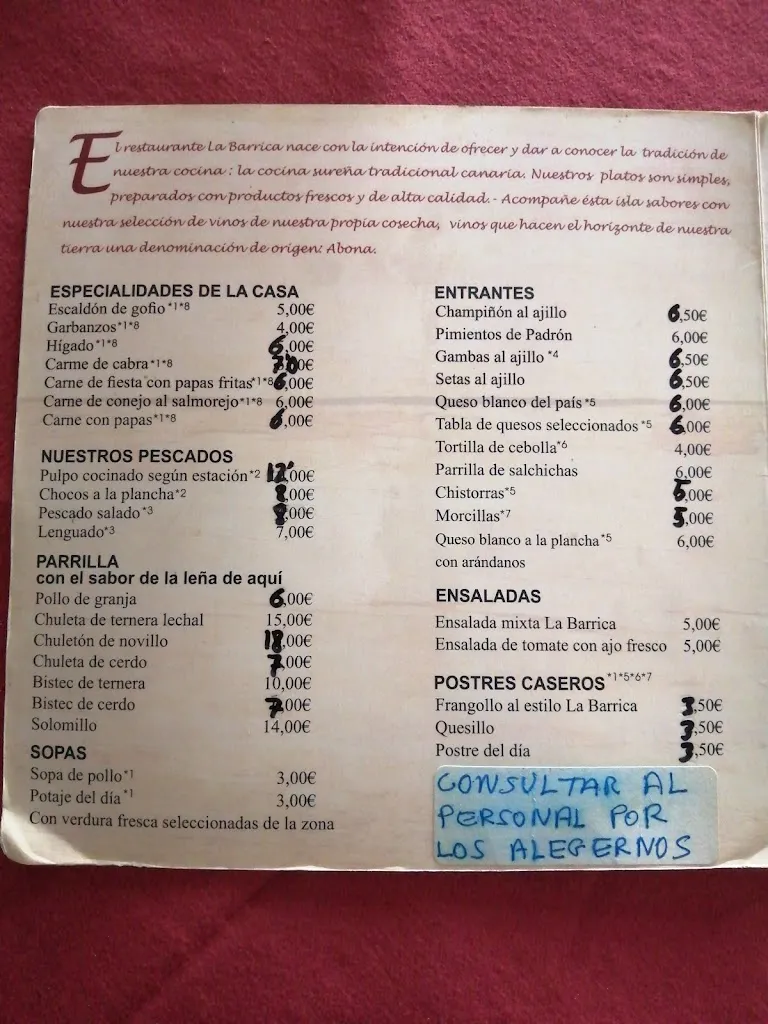 El restaurante La Barrica nace con la intención de ofrecer y dar a conocer la tradición de
nuestra cocina : la cocina sureña tradicional canaria. Nuestros platos son simples,
preparados con productos frescos y de alta calidad.- Acompañe ésta isla sabores con
nuestra selección de vinos de nuestra propia cosecha, vinos que hacen el horizonte de nuestra
tierra una denominación de origen: Abona.
ESPECIALIDADES DE LA CASA
Escaldón de gofio*1*8 5,00€
Garbanzos*1*8 4,00€
Hígado*1*8 6,00€
Carme de cabra*1*8
Carne de fiesta con papas fritas*1*8 6,00€
Carne de conejo al salmorejo*1*8 6,00€
Carne con papas*1*8 6,00€
NUESTROS PESCADOS
Pulpo cocinado según estación*2 12,00€
Chocos a la plancha*2 8,00€
Pescado salado*3 8,00€
Lenguado*3 7,00€
PARRILLA
con el sabor de la leña de aquí
Pollo de granja 6,00€
Chuleta de ternera lechal 15,00€
Chuletón de novillo 18,00€
Chuleta de cerdo 7,00€
Bistec de ternera 10,00€
Bistec de cerdo 7,00€
Solomillo 14,00€
SOPAS
Sopa de pollo*1 3,00€
Potaje del día*1 3,00€
Con verdura fresca seleccionadas de la zona
ENTRANTES
Champiñón al ajillo 6,50€
Pimientos de Padrón 6,00€
Gambas al ajillo *4 6,50€
Setas al ajillo 6,50€
Queso blanco del país*5 6,00€
Tabla de quesos seleccionados*5 6,00€
Tortilla de cebolla*6 4,00€
Parrilla de salchichas 6,00€
Chistorras*5 5,00€
Morcillas*7 5,00€
Queso blanco a la plancha*5 6,00€
con arándanos
ENSALADAS
Ensalada mixta La Barrica 5,00€
Ensalada de tomate con ajo fresco 5,00€
POSTRES CASEROS*1*5*6*7
Frangollo al estilo La Barrica 3,50€
Quesillo 3,50€
Postre del día 3,50€
CONSULTAR AL
PERSONAL POR
LOS ALEGERNOS